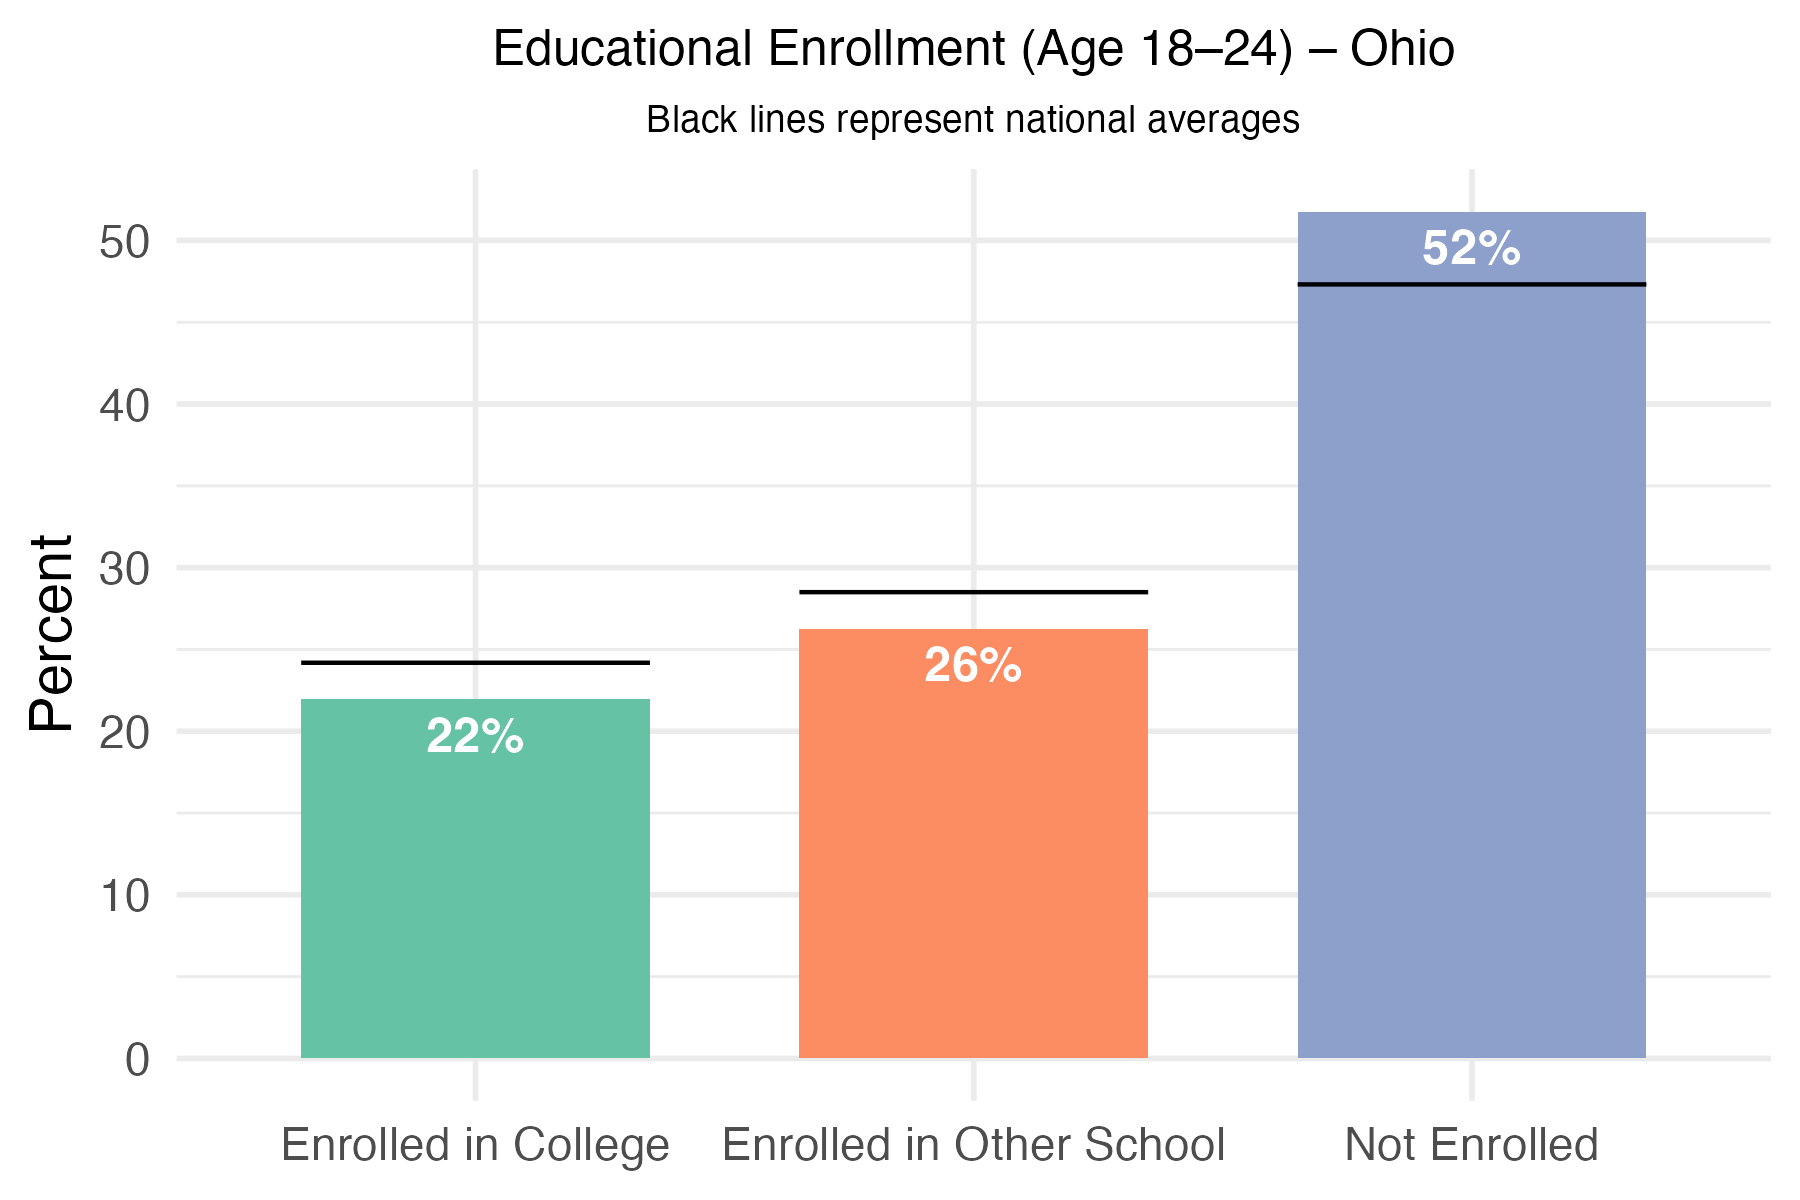 Educational Enrollment (Age 18–24) – Ohio
Black lines represent national averages
Percent
50
40
30
20
10
0
22%
26%
52%
Enrolled in College
Enrolled in Other School
Not Enrolled